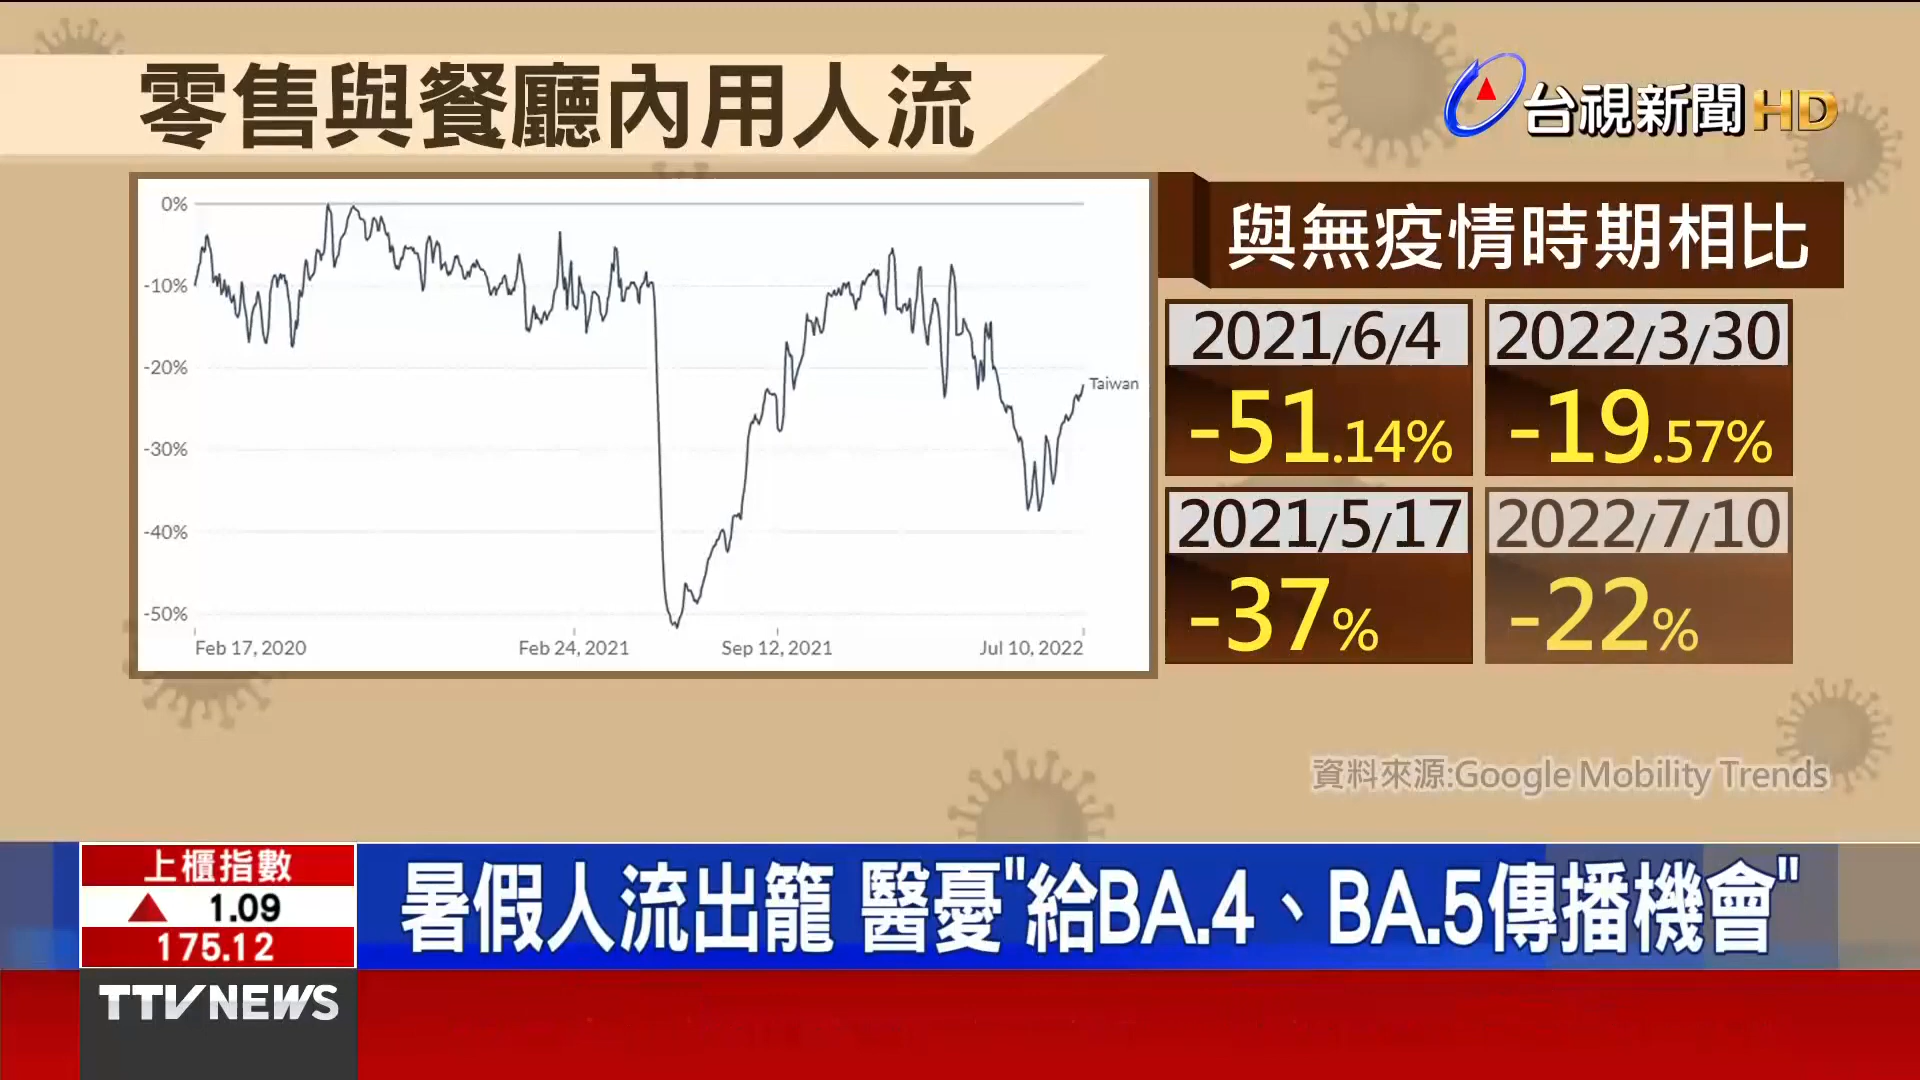 零售與餐廳內用人流
台視新聞HD
0%
-10%
-20%
-30%
-40%
-50%
Taiwan
Feb 17, 2020
Feb 24, 2021
Sep 12, 2021
Jul 10, 2022
與無疫情時期相比
2021/6/4
-51.14%
2022/3/30
-19.57%
2021/5/17
-37%
2022/7/10
-22%
資料來源:Google Mobility Trends
上櫃指數
▲ 1.09
175.12
暑假人流出籠 醫憂"給BA.4、BA.5傳播機會"
TTV NEWS